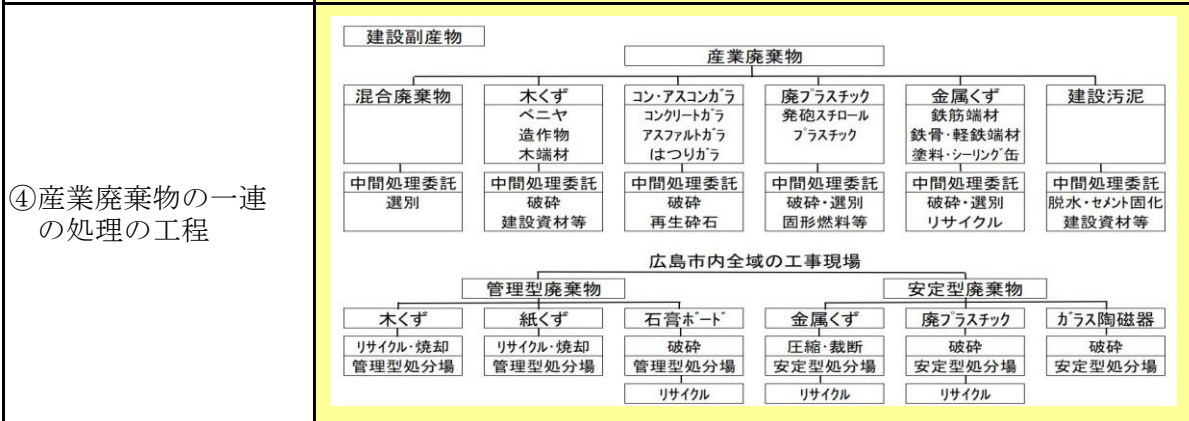 ④産業廃棄物の一連
の処理の工程
建設副産物
産業廃棄物
混合廃棄物 木くず コン・アスコンガラ 廃プラスチック 金属くず 建設汚泥
ベニヤ コンクリートガラ 発砲スチロール 鉄筋端材
造作物 アスファルトガラ プラスチック 鉄骨・軽鉄端材
木端材 はつりガラ 塗料・シーリング缶
中間処理委託 中間処理委託 中間処理委託 中間処理委託 中間処理委託 中間処理委託
選別 破砕 破砕 破砕・選別 破砕・選別 脱水・セメント固化
建設資材等 再生砕石 固形燃料等 リサイクル 建設資材等
広島市内全域の工事現場
管理型廃棄物 安定型廃棄物
木くず 紙くず 石膏ボード 金属くず 廃プラスチック ガラス陶磁器
リサイクル・焼却 リサイクル・焼却 破砕 圧縮・裁断 破砕 破砕
管理型処分場 管理型処分場 管理型処分場 安定型処分場 安定型処分場 安定型処分場
リサイクル リサイクル リサイクル